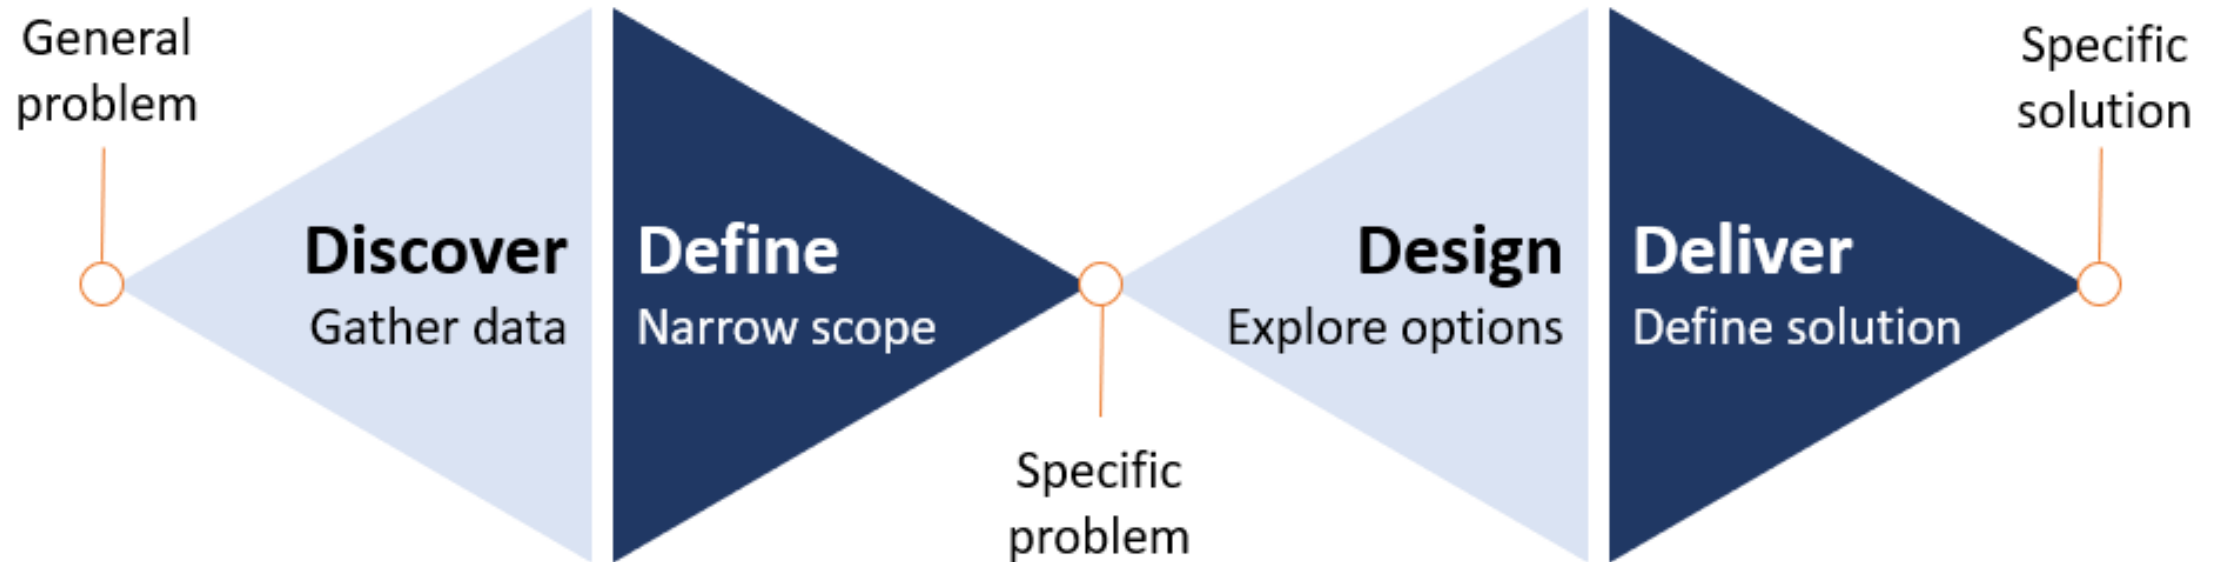 General
problem
Discover
Gather data
Define
Narrow scope
Specific
problem
Design
Explore options
Deliver
Define solution
Specific
solution